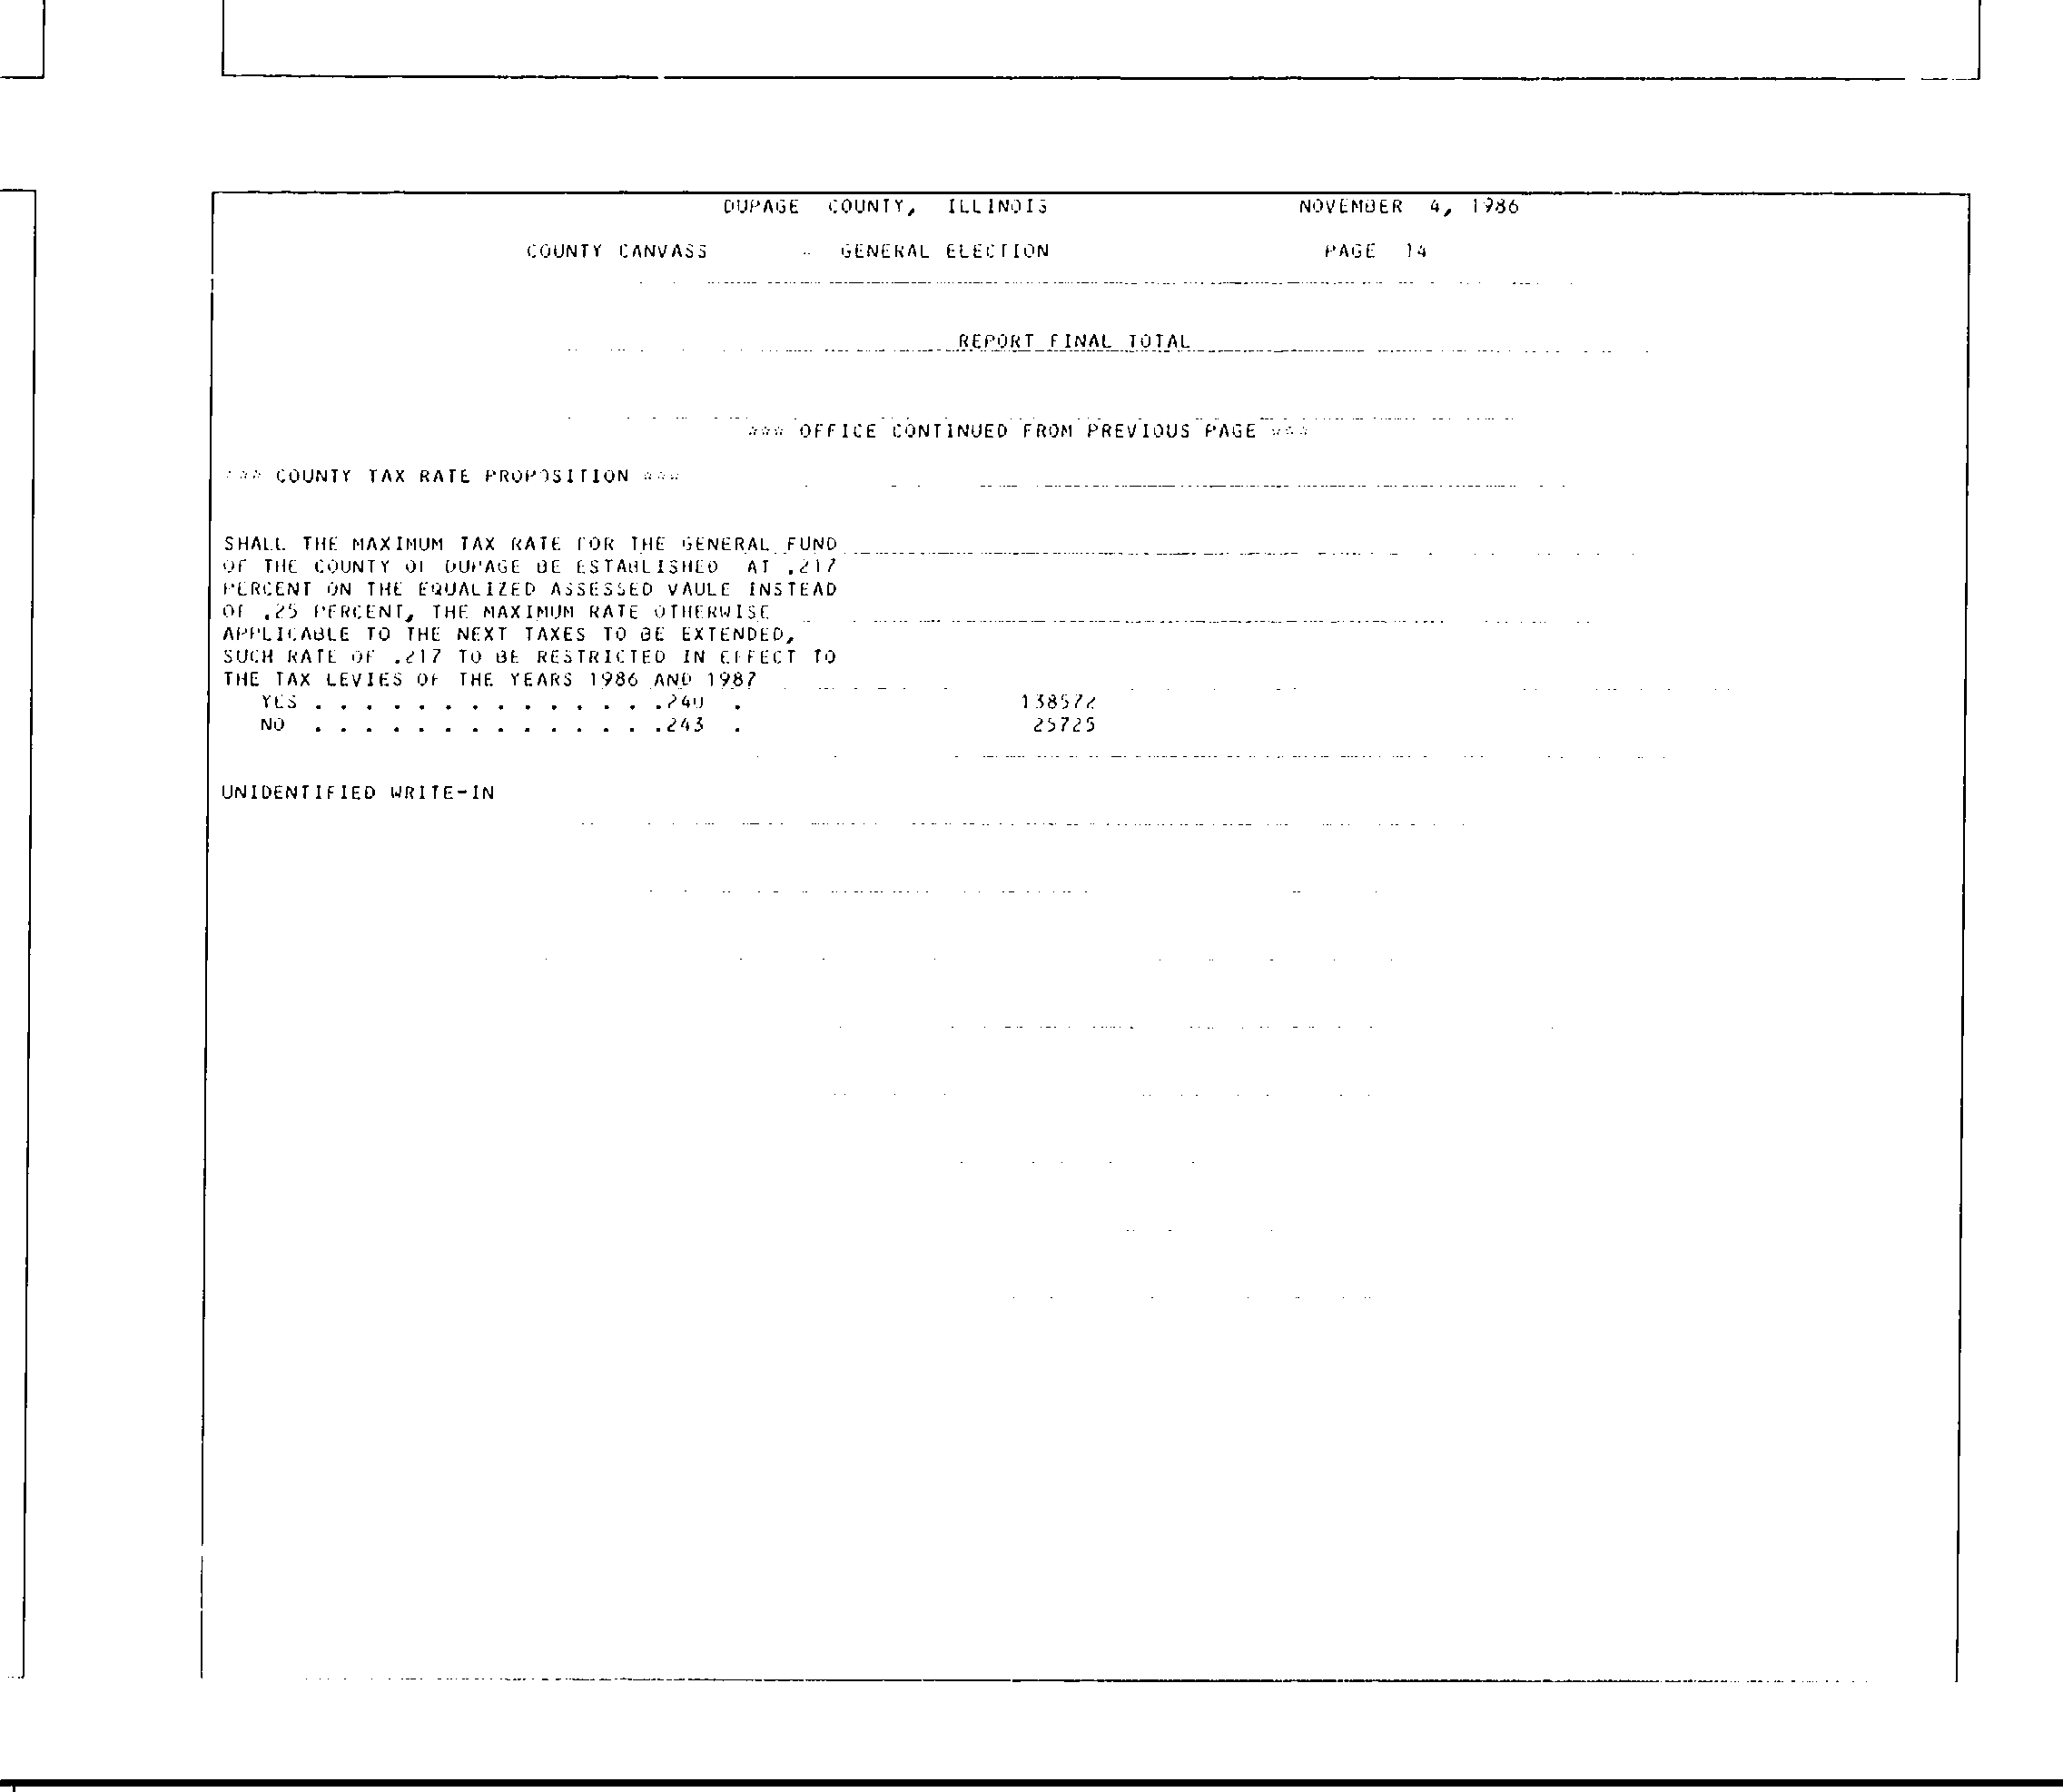 DUPAGE COUNTY, ILLINOIS NOVEMBER 4, 1986
COUNTY CANVASS - GENERAL ELECTION PAGE 14
REPORT FINAL TOTAL
*** OFFICE CONTINUED FROM PREVIOUS PAGE ***
*** COUNTY TAX RATE PROPOSITION ***
SHALL THE MAXIMUM TAX RATE FOR THE GENERAL FUND
OF THE COUNTY OF DUPAGE BE ESTABLISHED AT .217
PERCENT ON THE EQUALIZED ASSESSED VAULE INSTEAD
OF .25 PERCENT, THE MAXIMUM RATE OTHERWISE
APPLICABLE TO THE NEXT TAXES TO BE EXTENDED,
SUCH RATE OF .217 TO BE RESTRICTED IN EFFECT TO
THE TAX LEVIES OF THE YEARS 1986 AND 1987
YES . . . . . . . . . . . . . .240 . 138572
NO . . . . . . . . . . . . . .243 . 25725
UNIDENTIFIED WRITE-IN